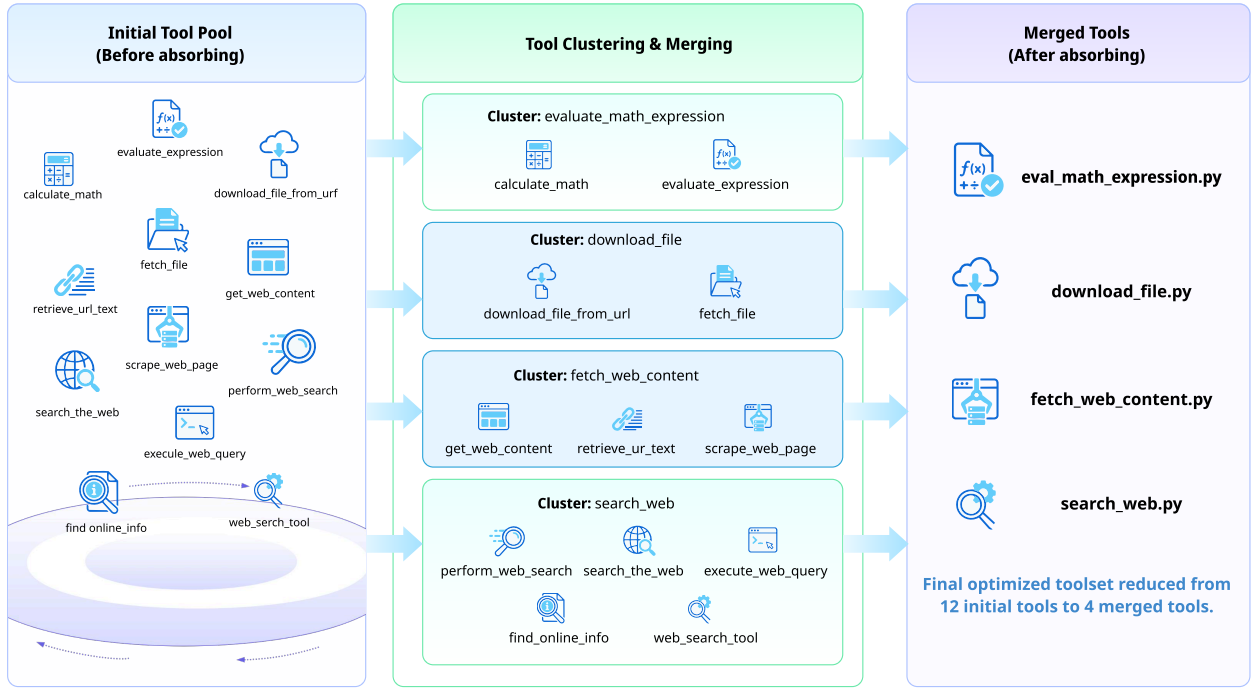 Initial Tool Pool
(Before absorbing)
evaluate_expression
calculate_math
download_file_from_urf
fetch_file
get_web_content
retrieve_url_text
scrape_web_page
perform_web_search
search_the_web
execute_web_query
find online_info
web_serch_tool
Tool Clustering & Merging
Cluster: evaluate_math_expression
calculate_math
evaluate_expression
Cluster: download_file
download_file_from_url
fetch_file
Cluster: fetch_web_content
get_web_content
retrieve_ur_text
scrape_web_page
Cluster: search_web
perform_web_search
search_the_web
execute_web_query
find_online_info
web_search_tool
Merged Tools
(After absorbing)
eval_math_expression.py
download_file.py
fetch_web_content.py
search_web.py
Final optimized toolset reduced from
12 initial tools to 4 merged tools.